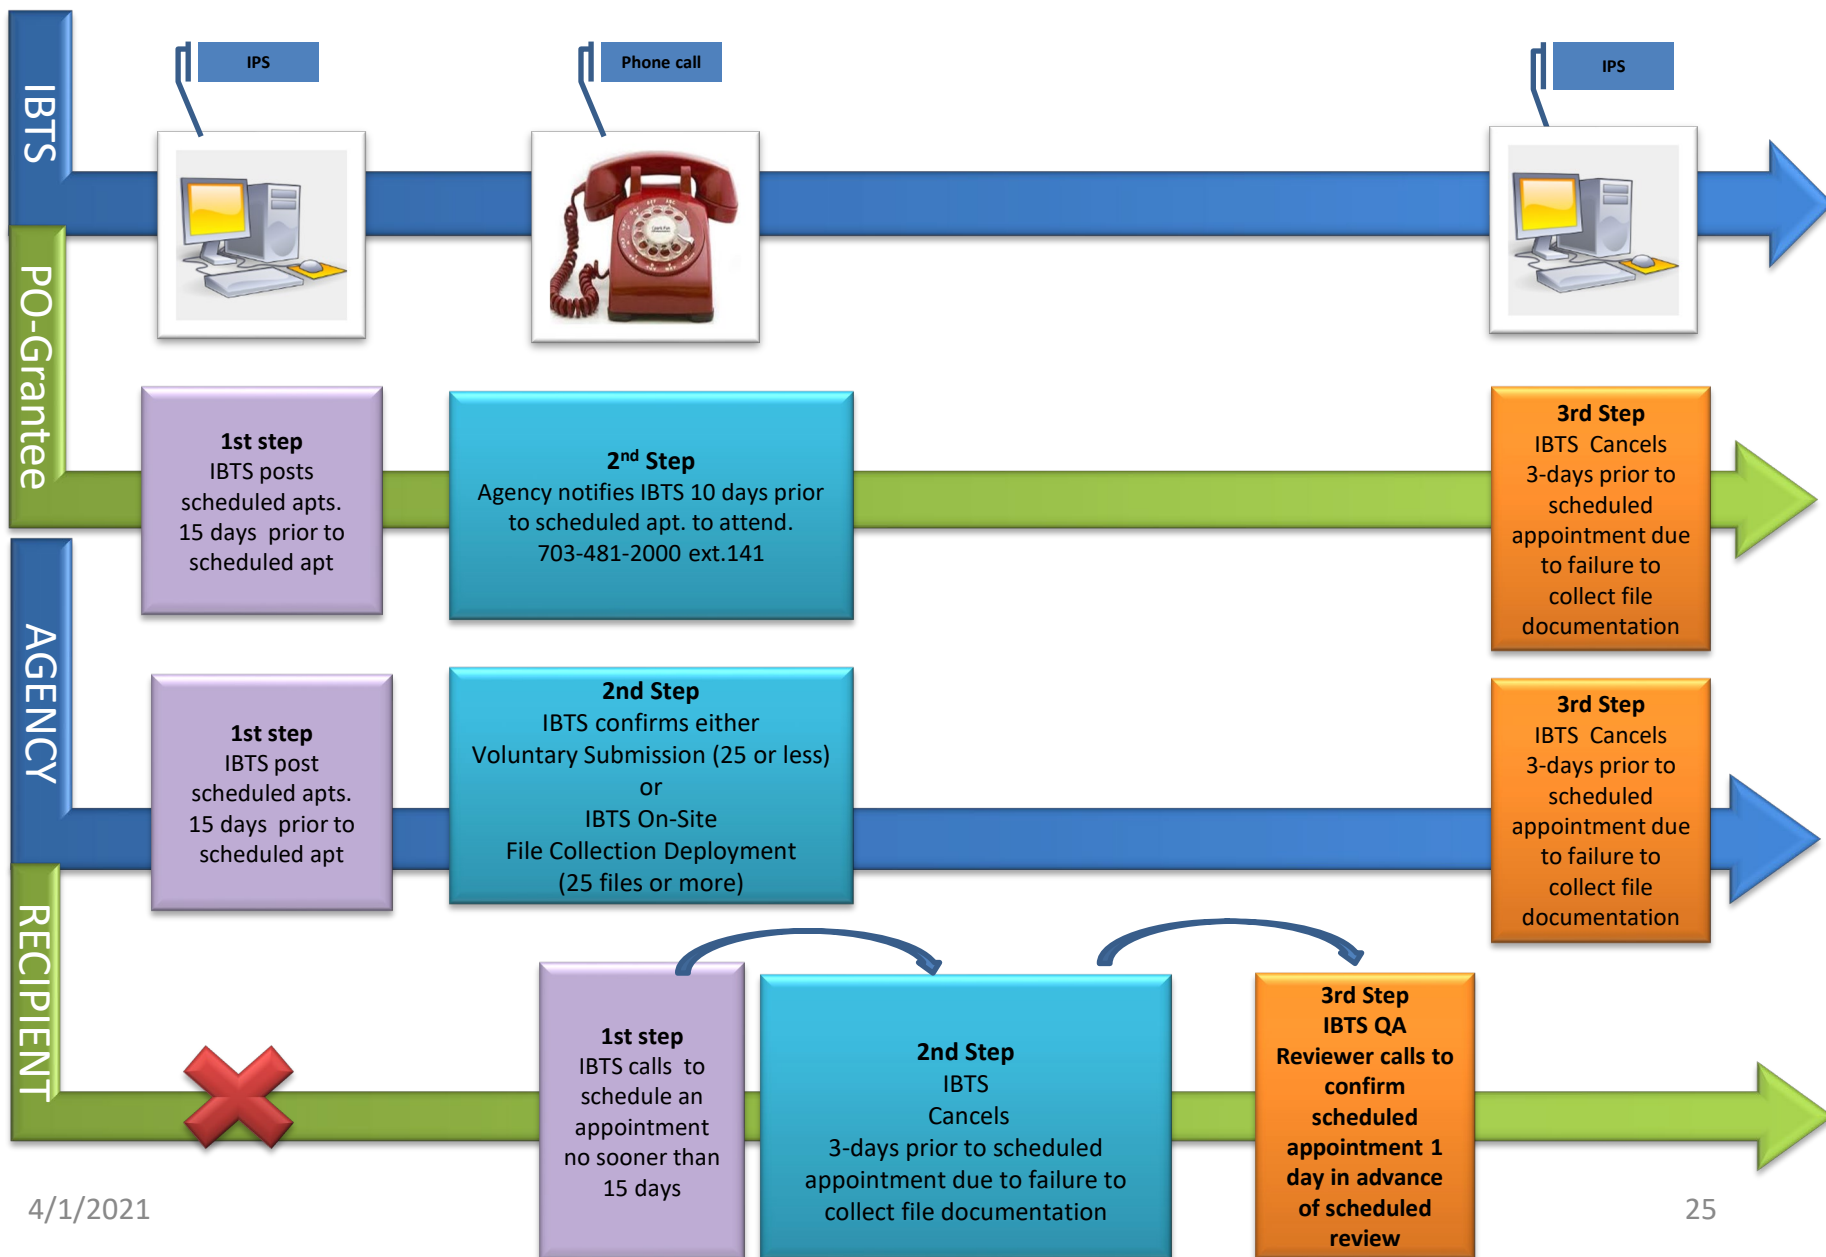 IBTS
IPS
Phone call
IPS
PO-Grantee
1st step
IBTS posts
scheduled apts.
15 days prior to
scheduled apt
2nd Step
Agency notifies IBTS 10 days prior
to scheduled apt. to attend.
703-481-2000 ext.141
3rd Step
IBTS Cancels
3-days prior to
scheduled
appointment due
to failure to
collect file
documentation
AGENCY
1st step
IBTS post
scheduled apts.
15 days prior to
scheduled apt
2nd Step
IBTS confirms either
Voluntary Submission (25 or less)
or
IBTS On-Site
File Collection Deployment
(25 files or more)
3rd Step
IBTS Cancels
3-days prior to
scheduled
appointment due
to failure to
collect file
documentation
RECIPIENT
1st step
IBTS calls to
schedule an
appointment
no sooner than
15 days
2nd Step
IBTS
Cancels
3-days prior to scheduled
appointment due to failure to
collect file documentation
3rd Step
IBTS QA
Reviewer calls to
confirm
scheduled
appointment 1
day in advance
of scheduled
review
4/1/2021
25